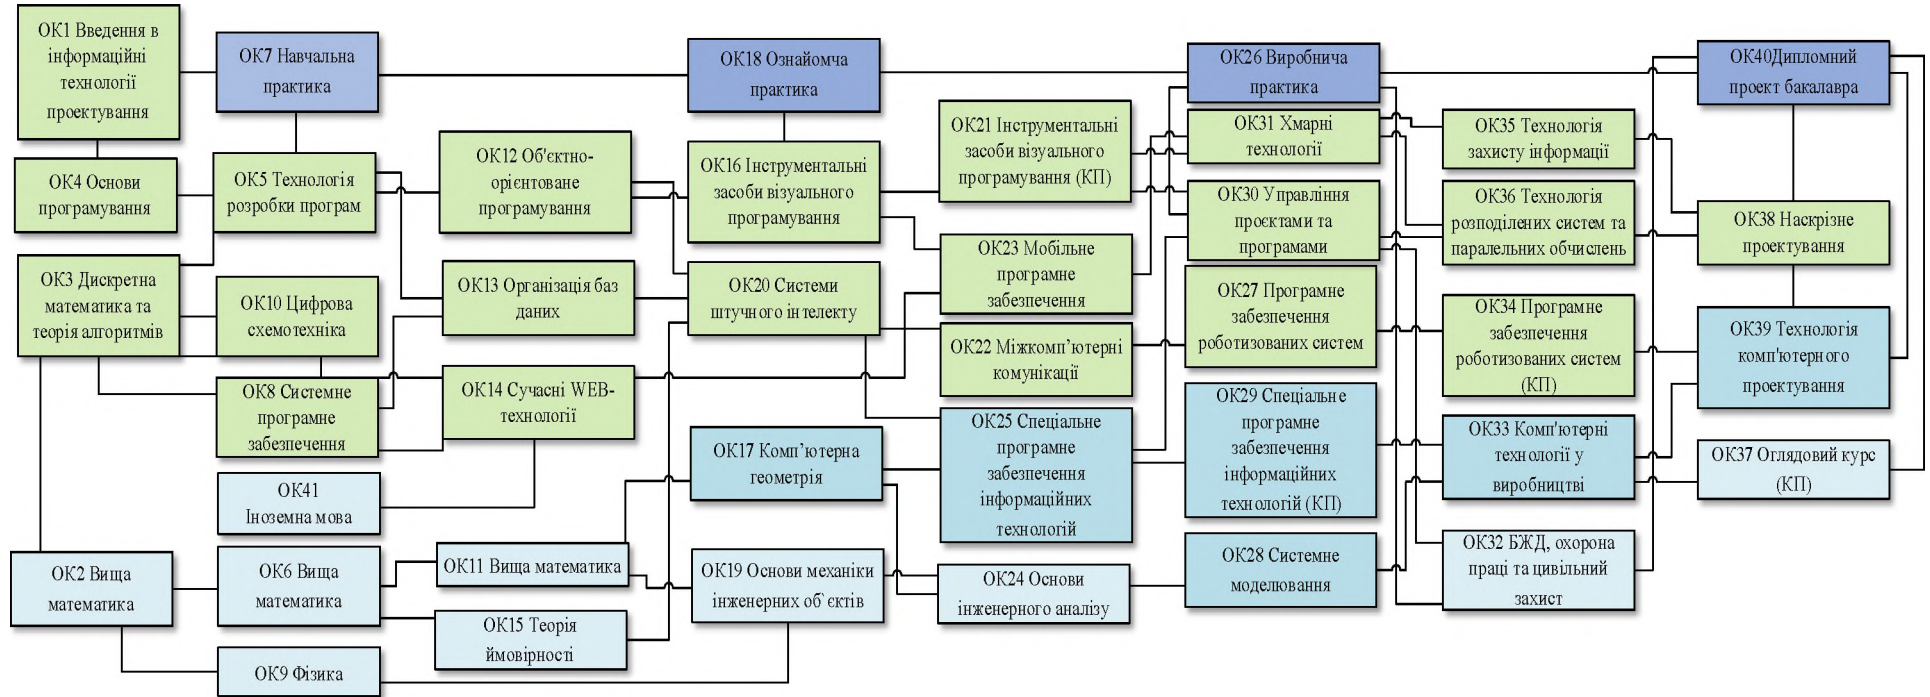 ОК1 Введення в
інформаційні
технології
проектування
ОК4 Основи
програмування
ОК3 Дискретна
математика та
теорія алгоритмів
ОК2 Вища
математика
ОК7 Навчальна
практика
ОК5 Технологія
розробки програм
ОК10 Цифрова
схемотехніка
ОК8 Системне
програмне
забезпечення
ОК41
Іноземна мова
ОК6 Вища
математика
ОК9 Фізика
ОК12 Об'єктно-
орієнтоване
програмування
ОК13 Організація баз
даних
ОК14 Сучасні WEB-
технології
ОК11 Вища математика
ОК15 Теорія
ймовірності
ОК18 Ознайомча
практика
ОК16 Інструментальні
засоби візуального
програмування
ОК20 Системи
штучного інтелекту
ОК17 Комп’ютерна
геометрія
ОК19 Основи механіки
інженерних об`єктів
ОК21 Інструментальні
засоби візуального
програмування (КП)
ОК23 Мобільне
програмне
забезпечення
ОК22 Міжкомп’ютерні
комунікації
ОК25 Спеціальне
програмне
забезпечення
інформаційних
технологій
ОК24 Основи
інженерного аналізу
ОК26 Виробнича
практика
ОК31 Хмарні
технології
ОК30 Управління
проєктами та
програмами
ОК27 Програмне
забезпечення
роботизованих систем
ОК29 Спеціальне
програмне
забезпечення
інформаційних
технологій (КП)
ОК28 Системне
моделювання
ОК35 Технологія
захисту інформації
ОК36 Технологія
розподілених систем та
паралельних обчислень
ОК34 Програмне
забезпечення
роботизованих систем
(КП)
ОК33 Комп'ютерні
технології у
виробництві
ОК32 БЖД, охорона
праці та цивільний
захист
ОК40Дипломний
проект бакалавра
ОК38 Наскрізне
проектування
ОК39 Технологія
комп'ютерного
проектування
ОК37 Оглядовий курс
(КП)